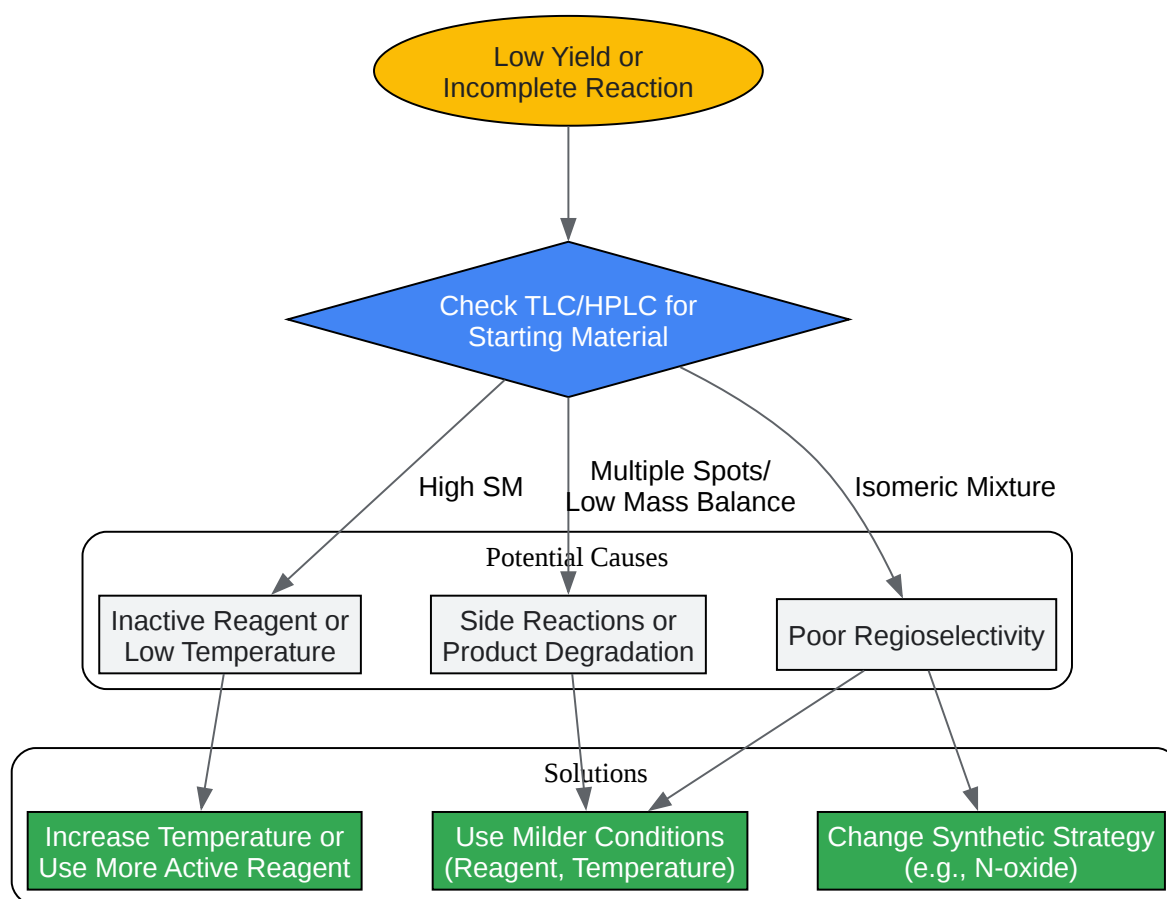 Low Yield or
Incomplete Reaction
Check TLC/HPLC for
Starting Material
High SM
Multiple Spots/
Low Mass Balance
Isomeric Mixture
Potential Causes
Inactive Reagent or
Low Temperature
Side Reactions or
Product Degradation
Poor Regioselectivity
Solutions
Increase Temperature or
Use More Active Reagent
Use Milder Conditions
(Reagent, Temperature)
Change Synthetic Strategy
(e.g., N-oxide)